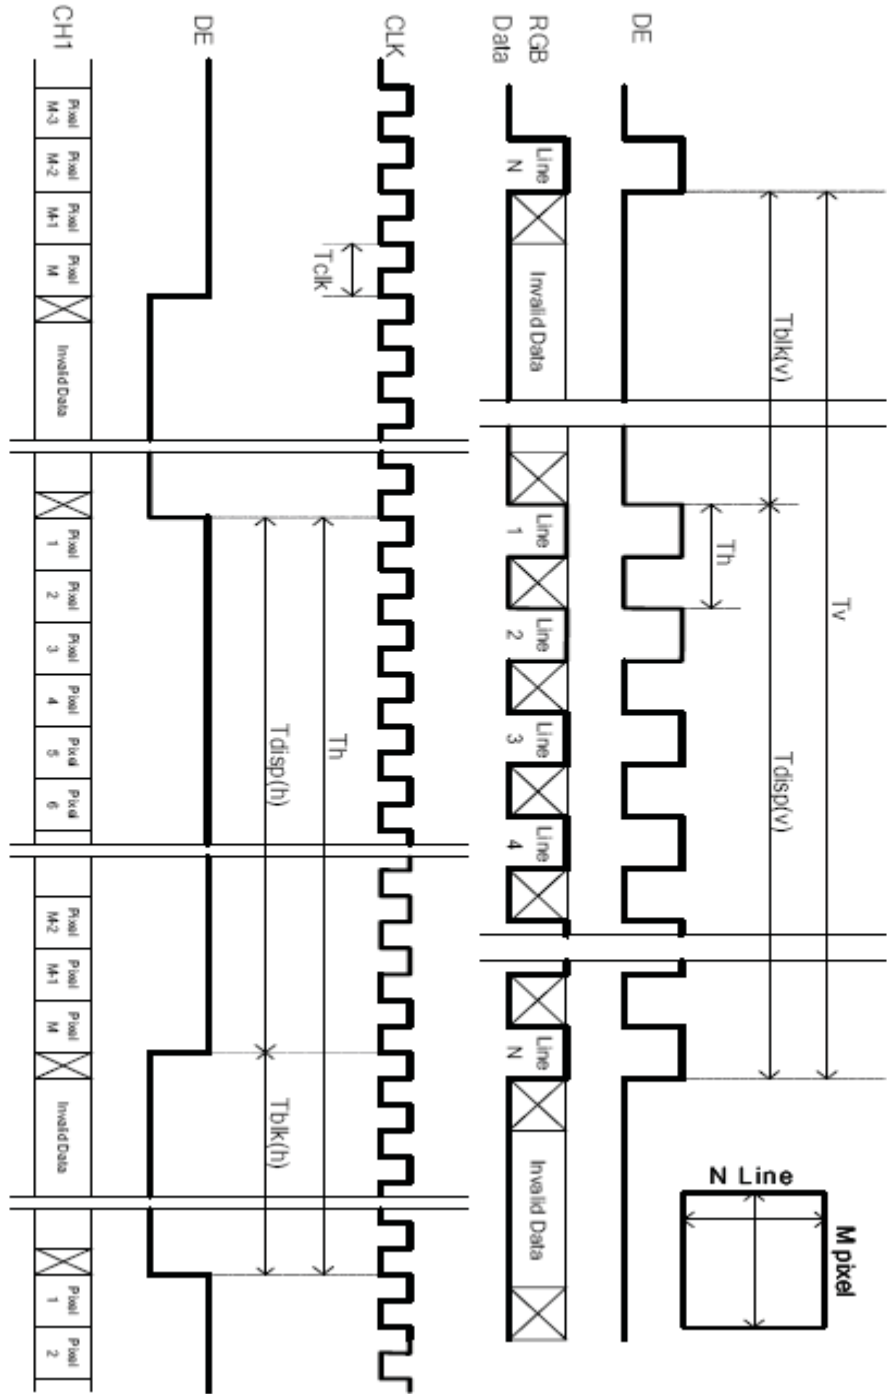 M pixel
Tv
N Line
Tblk(v) Tdisp(v)
Th
DE
RGB Line Line Line Line Line Line
Invalid Data Invalid Data
Data N 1 2 3 4 N
CLK
Tclk Th
Tdisp(h) Tblk(h)
DE
Pixel Pixel Pixel Pixel Pixel Pixel Pixel Pixel Pixel Pixel Pixel Pixel Pixel Pixel Pixel
CH1 Invalid Data Invalid Data
M-3 M-2 M-1 M 1 2 3 4 5 6 M-2 M-1 M 1 2